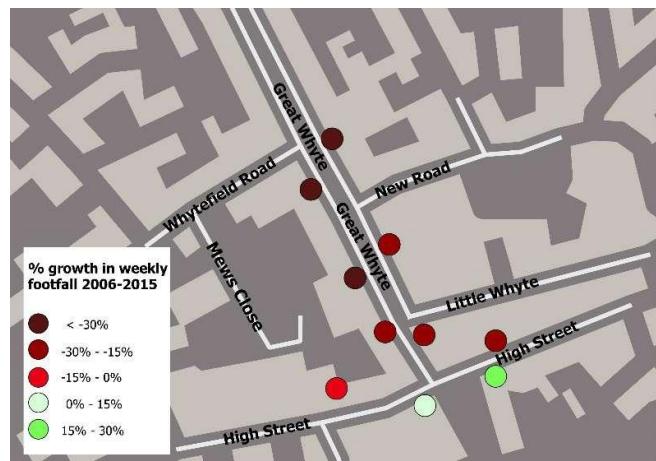 Great Whyte
New Road
Whytefield Road
Great Whyte
Mews Close
Little Whyte
High Street
High Street
% growth in weekly
footfall 2006-2015
< -30%
-30% - -15%
-15% - 0%
0% - 15%
15% - 30%